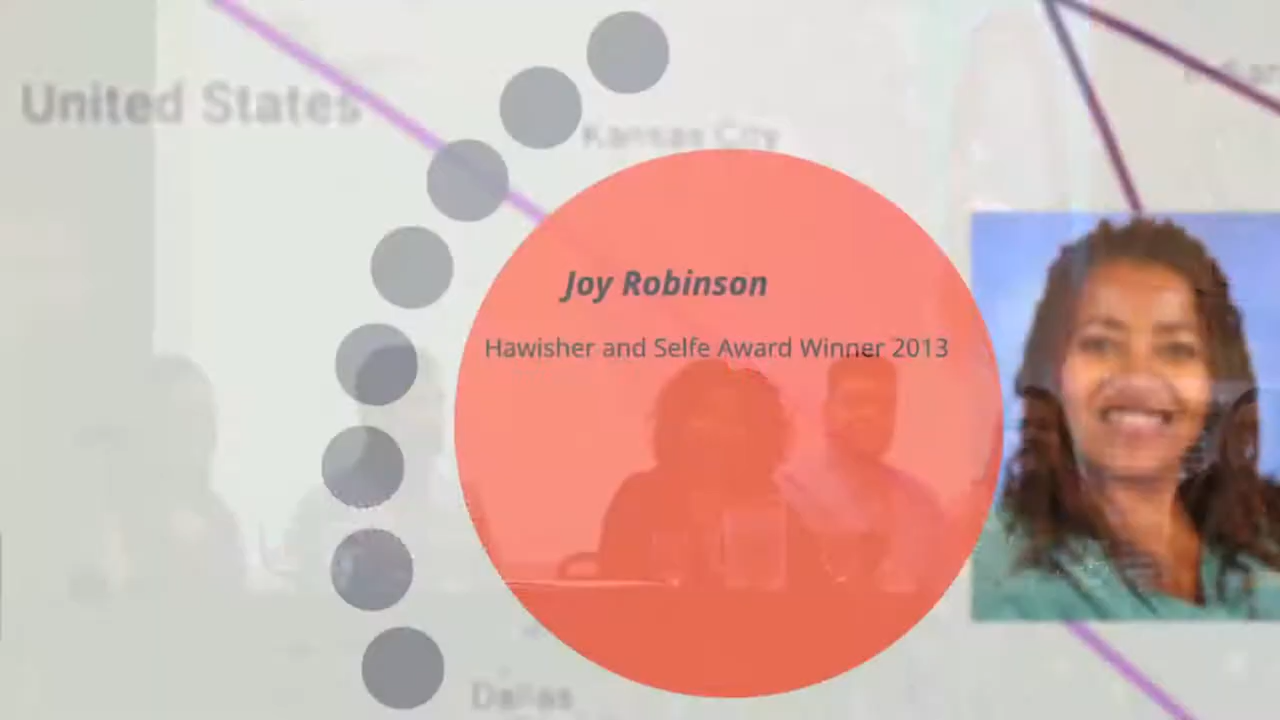 United States
Kansas City
Joy Robinson
Hawisher and Selfe Award Winner 2013
Dallas